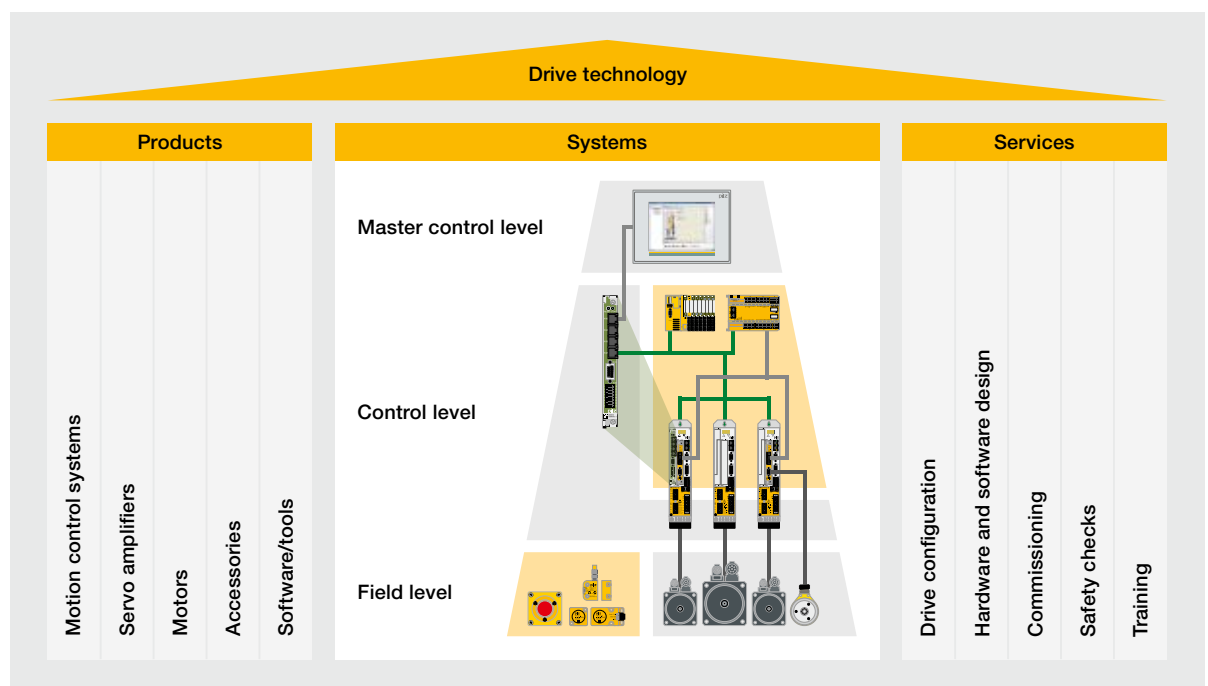 Drive technology
Products
Systems
Services
Motion control systems
Servo amplifiers
Motors
Accessories
Software/tools
Master control level
Control level
Field level
Drive configuration
Hardware and software design
Commissioning
Safety checks
Training